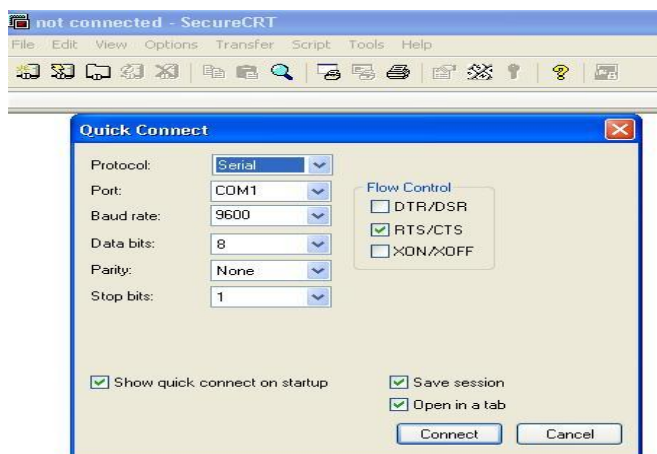 not connected - SecureCRT
File Edit View Options Transfer Script Tools Help
Quick Connect
Protocol: Serial
Port: COM1
Baud rate: 9600
Data bits: 8
Parity: None
Stop bits: 1
Flow Control
DTR/DSR
RTS/CTS
XON/XOFF
Show quick connect on startup
Save session
Open in a tab
Connect Cancel